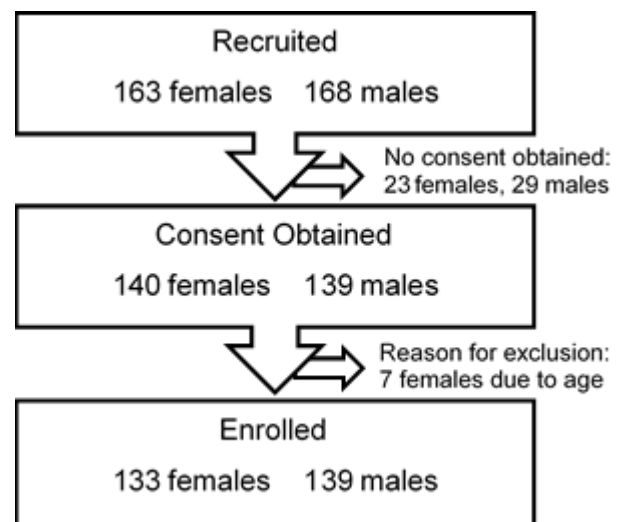 Recruited
163 females 168 males
No consent obtained:
23 females, 29 males
Consent Obtained
140 females 139 males
Reason for exclusion:
7 females due to age
Enrolled
133 females 139 males